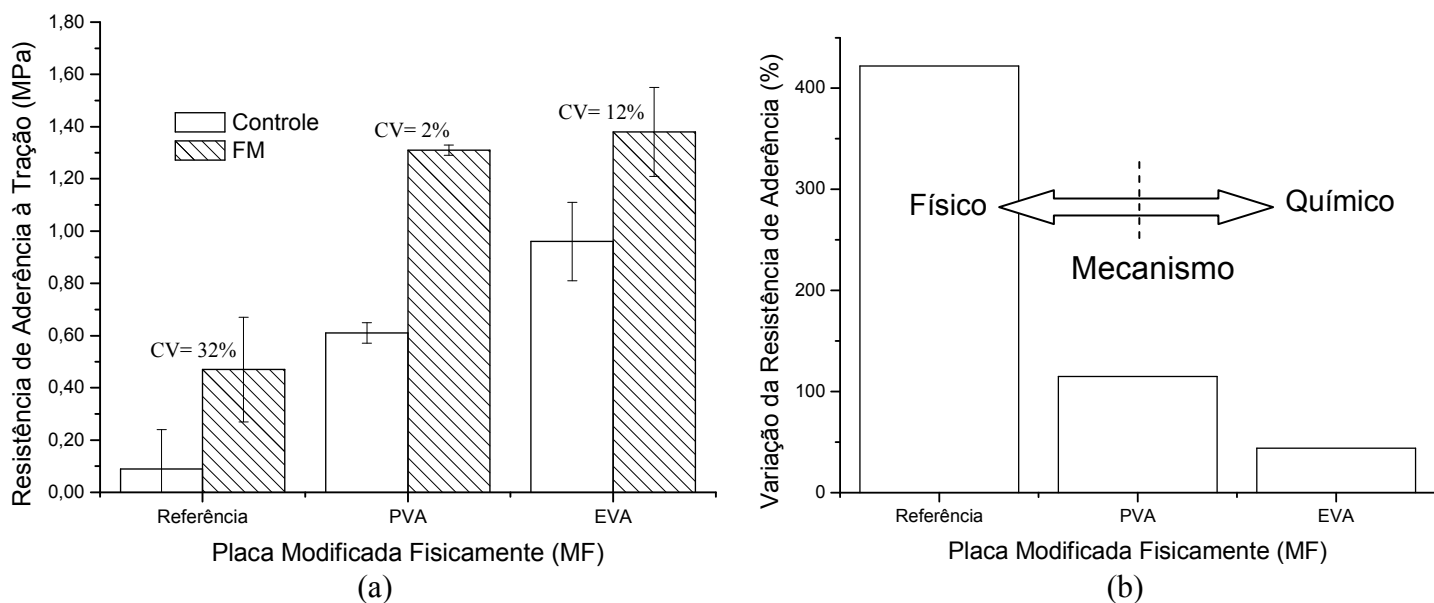 Resistência de Aderência à Tração (MPa)
1,80
1,60
1,40
1,20
1,00
0,80
0,60
0,40
0,20
0,00
Controle
FM
CV= 32%
CV= 2%
CV= 12%
Referência
PVA
EVA
Placa Modificada Fisicamente (MF)
(a)
Variação da Resistência de Aderência (%)
400
300
200
100
0
Físico
Químico
Mecanismo
Referência
PVA
EVA
Placa Modificada Fisicamente (MF)
(b)